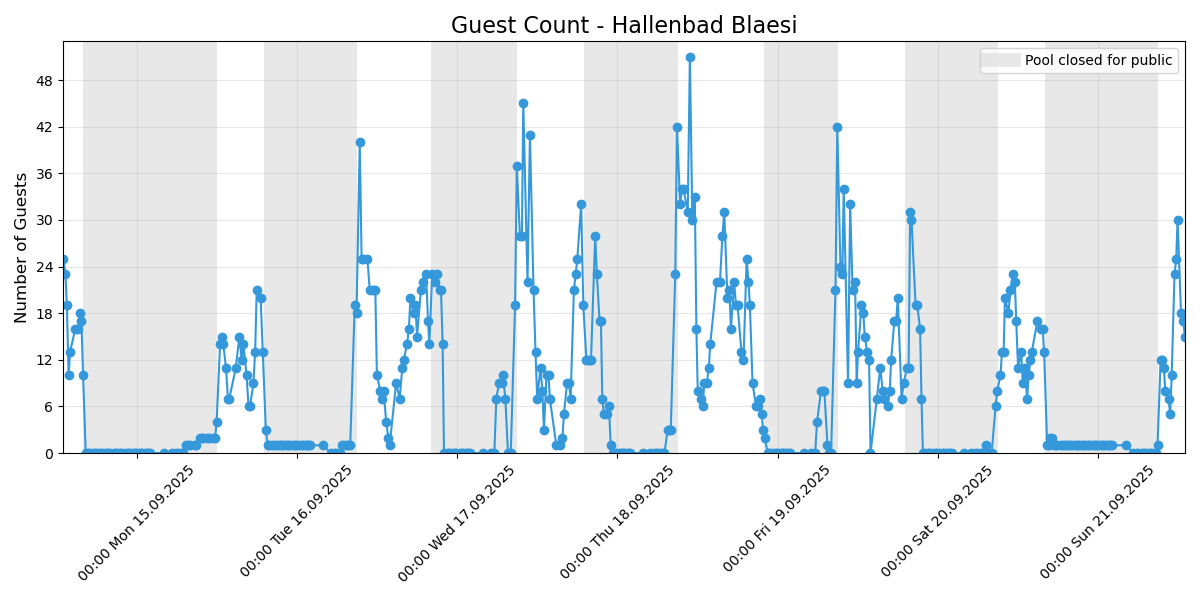 Guest Count - Hallenbad Blaesi
Pool closed for public
Number of Guests
48
42
36
30
24
18
12
6
0
00:00 Mon 15.09.2025
00:00 Tue 16.09.2025
00:00 Wed 17.09.2025
00:00 Thu 18.09.2025
00:00 Fri 19.09.2025
00:00 Sat 20.09.2025
00:00 Sun 21.09.2025